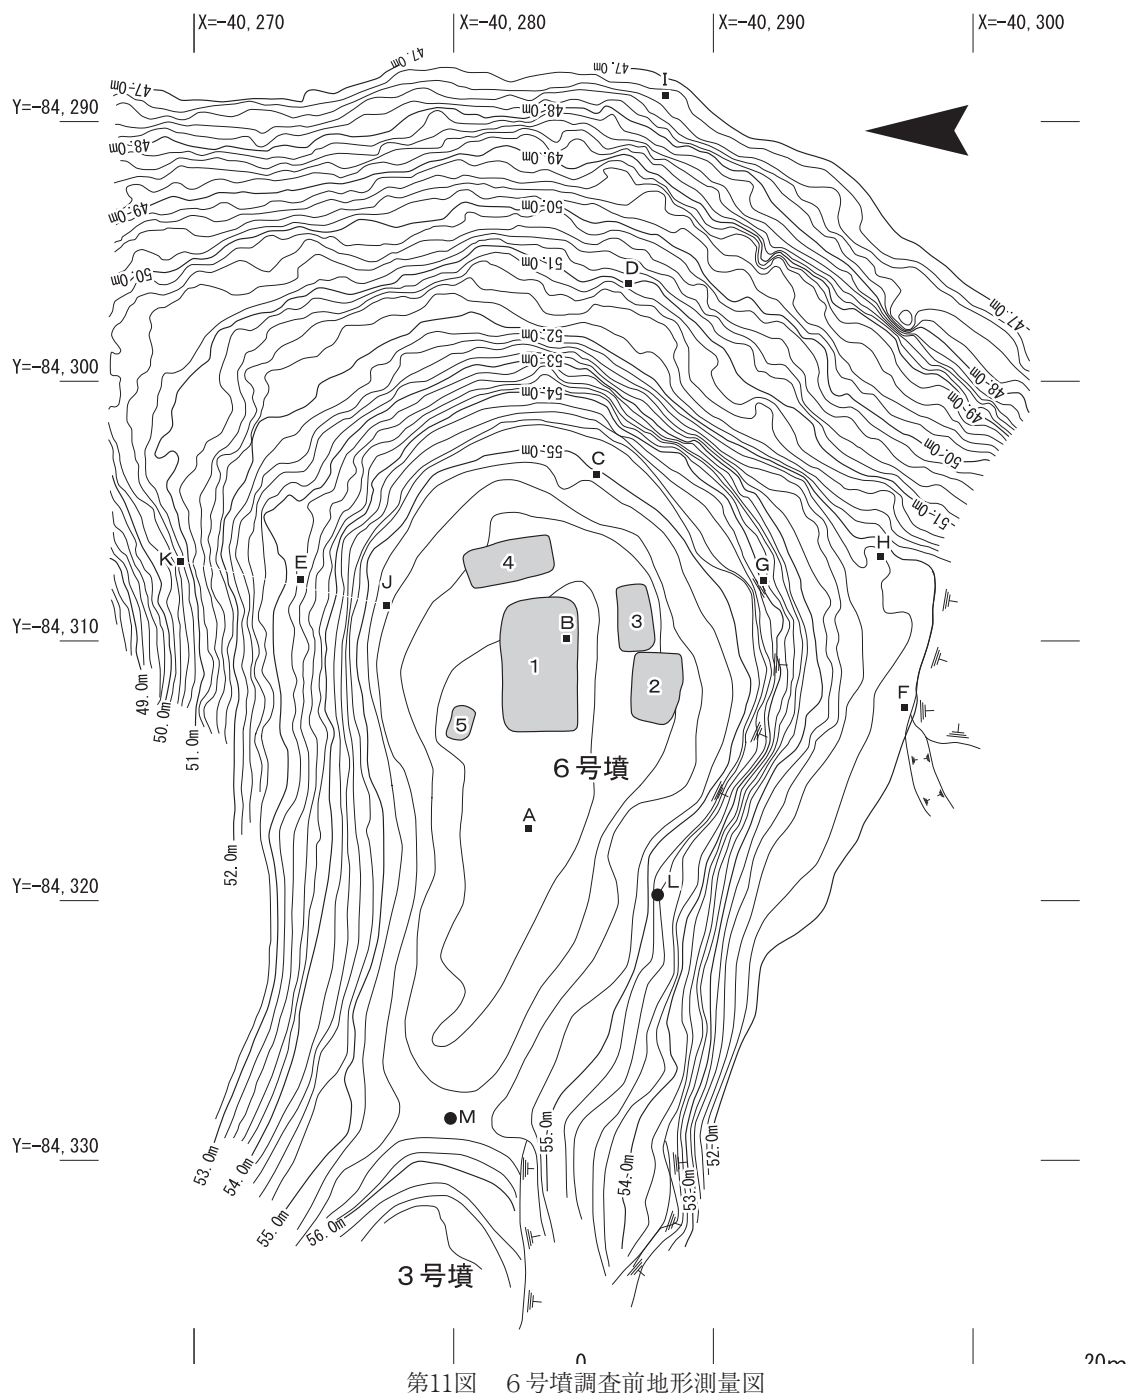 X=-40,270
X=-40,280
X=-40,290
X=-40,300
47.0m
47.0m
I
47.0m
Y=-84,290
48.0m
48.0m
49.0m
49.0m
50.0m
50.0m
51.0m
D
-47.0m
52.0m
Y=-84,300
53.0m
48.0m
54.0m
49.0m
50.0m
55.0m
C
-51.0m
K
E
J
4
G
H
Y=-84,310
B
3
1
2
49.0m
50.0m
51.0m
5
F
6号墳
A
52.0m
Y=-84,320
L
M
55.0m
52.0m
Y=-84,330
53.0m
54.0m
54.0m
53.0m
55.0m
56.0m
3号墳
0
20m
第11図 6号墳調査前地形測量図